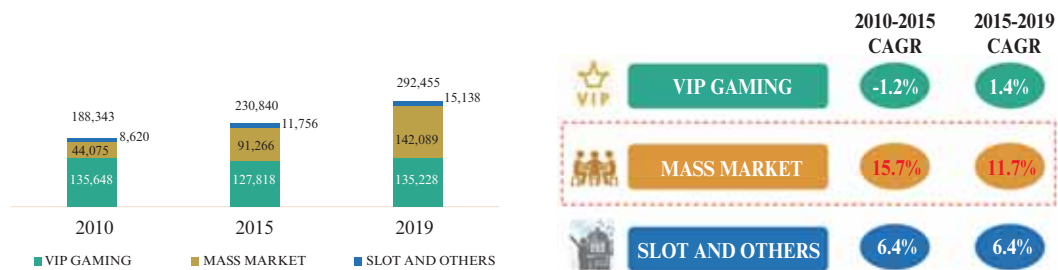 292,455
15,138
230,840
188,343
11,756
8,620
142,089
91,266
44,075
135,648
127,818
135,228
2010
2015
2019
VIP GAMING
MASS MARKET
SLOT AND OTHERS
2010-2015
CAGR
2015-2019
CAGR
VIP
VIP GAMING
-1.2%
1.4%
MASS MARKET
15.7%
11.7%
SLOT AND OTHERS
6.4%
6.4%